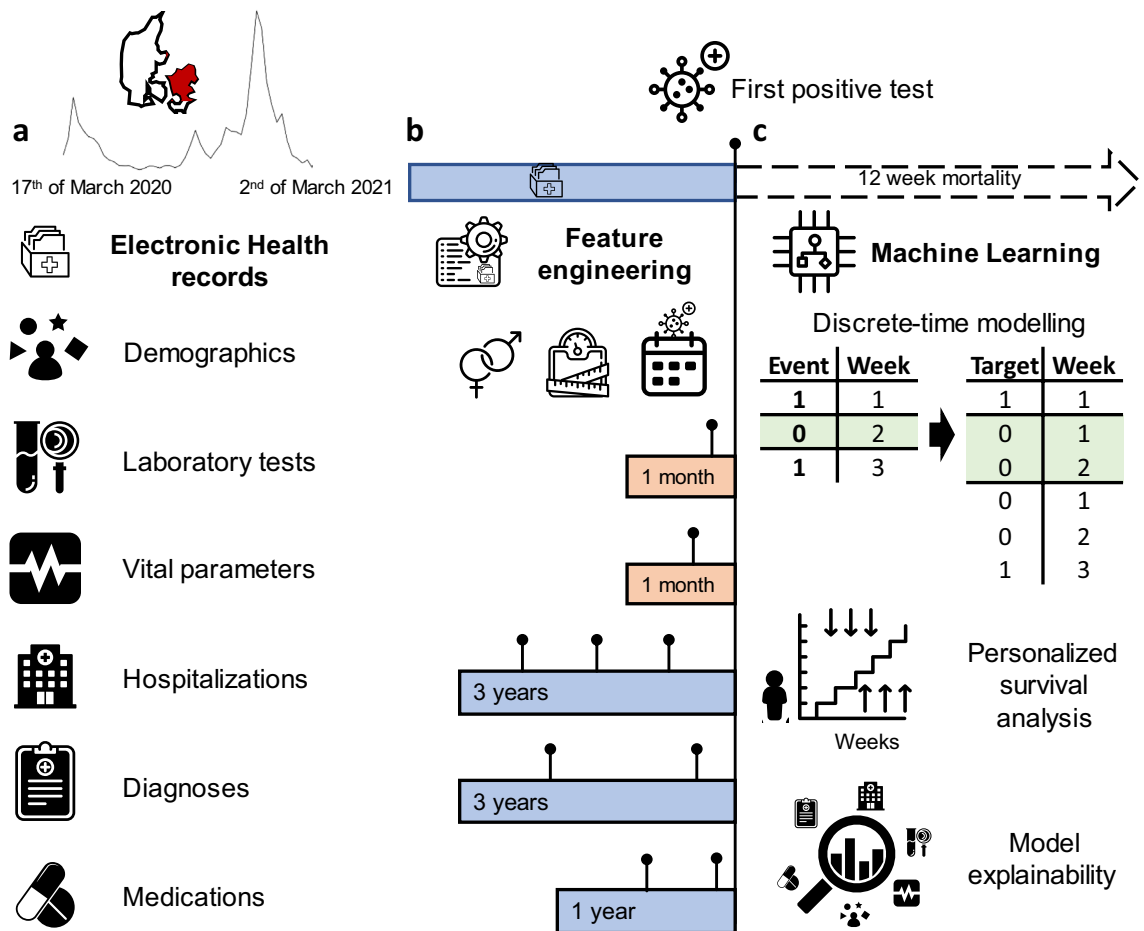 a
17th of March 2020
2nd of March 2021
Electronic Health
records
Demographics
Laboratory tests
Vital parameters
Hospitalizations
Diagnoses
Medications
b
First positive test
Feature
engineering
1 month
1 month
3 years
3 years
1 year
c
12 week mortality
Machine Learning
Discrete-time modelling
Event Week
1 1
0 2
1 3
Target Week
1 1
0 1
0 2
0 1
0 2
1 3
Weeks
Personalized
survival
analysis
Model
explainability